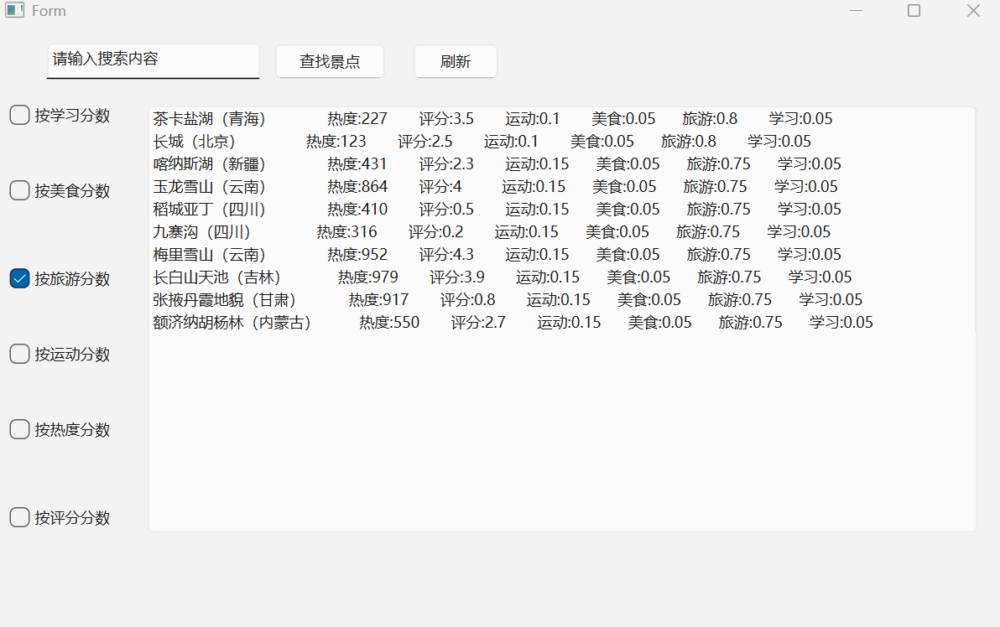 Form
请输入搜索内容 查找景点 刷新
按学习分数
按美食分数
按旅游分数
按运动分数
按热度分数
按评分分数
茶卡盐湖（青海） 热度:227 评分:3.5 运动:0.1 美食:0.05 旅游:0.8 学习:0.05
长城（北京） 热度:123 评分:2.5 运动:0.1 美食:0.05 旅游:0.8 学习:0.05
喀纳斯湖（新疆） 热度:431 评分:2.3 运动:0.15 美食:0.05 旅游:0.75 学习:0.05
玉龙雪山（云南） 热度:864 评分:4 运动:0.15 美食:0.05 旅游:0.75 学习:0.05
稻城亚丁（四川） 热度:410 评分:0.5 运动:0.15 美食:0.05 旅游:0.75 学习:0.05
九寨沟（四川） 热度:316 评分:0.2 运动:0.15 美食:0.05 旅游:0.75 学习:0.05
梅里雪山（云南） 热度:952 评分:4.3 运动:0.15 美食:0.05 旅游:0.75 学习:0.05
长白山天池（吉林） 热度:979 评分:3.9 运动:0.15 美食:0.05 旅游:0.75 学习:0.05
张掖丹霞地貌（甘肃） 热度:917 评分:0.8 运动:0.15 美食:0.05 旅游:0.75 学习:0.05
额济纳胡杨林（内蒙古） 热度:550 评分:2.7 运动:0.15 美食:0.05 旅游:0.75 学习:0.05